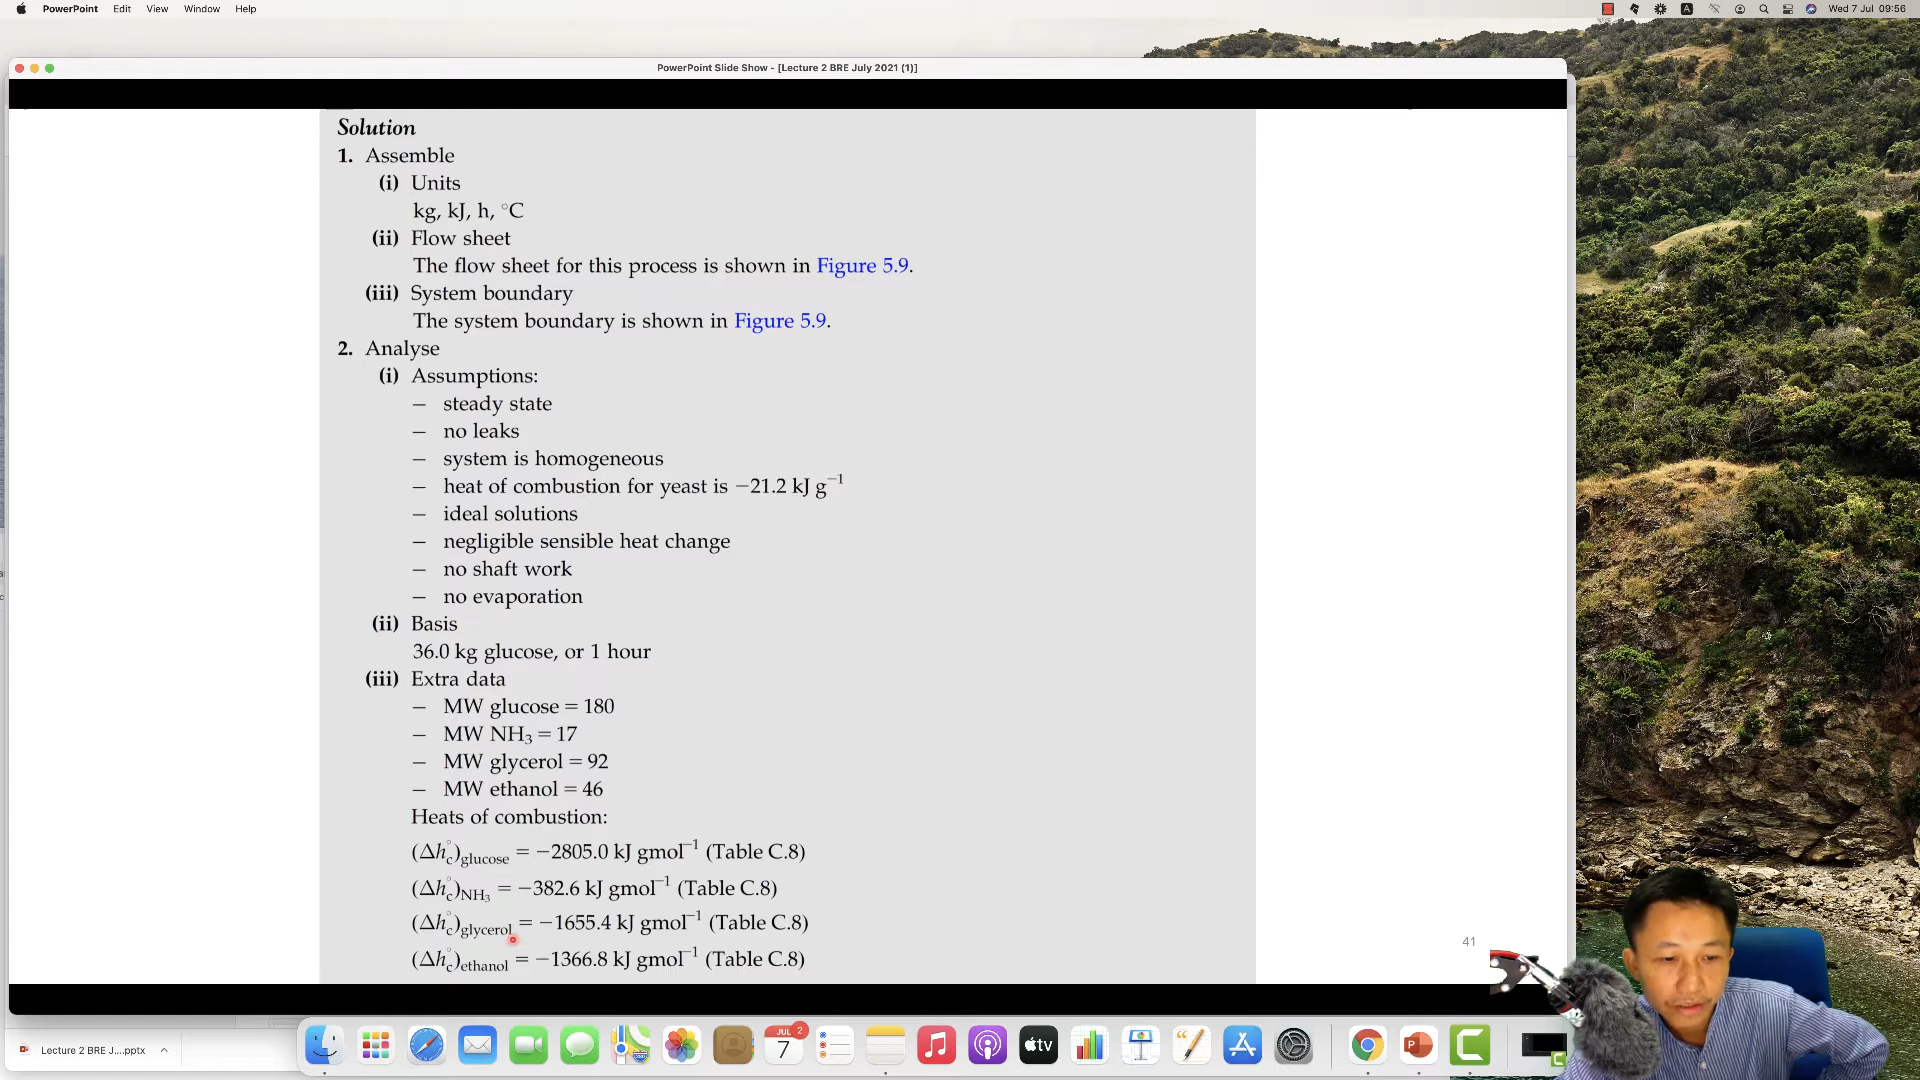 PowerPoint File Edit View Window Help
A
Wed 7 Jul 09:56
PowerPoint Slide Show - [Lecture 2 BRE July 2021 (1)]
Solution
1. Assemble
(i) Units
kg, kJ, h, °C
(ii) Flow sheet
The flow sheet for this process is shown in Figure 5.9.
(iii) System boundary
The system boundary is shown in Figure 5.9.
2. Analyse
(i) Assumptions:
– steady state
– no leaks
– system is homogeneous
– heat of combustion for yeast is −21.2 kJ g⁻¹
– ideal solutions
– negligible sensible heat change
– no shaft work
– no evaporation
(ii) Basis
36.0 kg glucose, or 1 hour
(iii) Extra data
– MW glucose = 180
– MW NH₃ = 17
– MW glycerol = 92
– MW ethanol = 46
Heats of combustion:
(Δh°c)glucose = −2805.0 kJ gmol⁻¹ (Table C.8)
(Δh°c)NH₃ = −382.6 kJ gmol⁻¹ (Table C.8)
(Δh°c)glycerol = −1655.4 kJ gmol⁻¹ (Table C.8)
(Δh°c)ethanol = −1366.8 kJ gmol⁻¹ (Table C.8)
41
Lecture 2 BRE J....pptx
JUL
7
2
tv
P
C